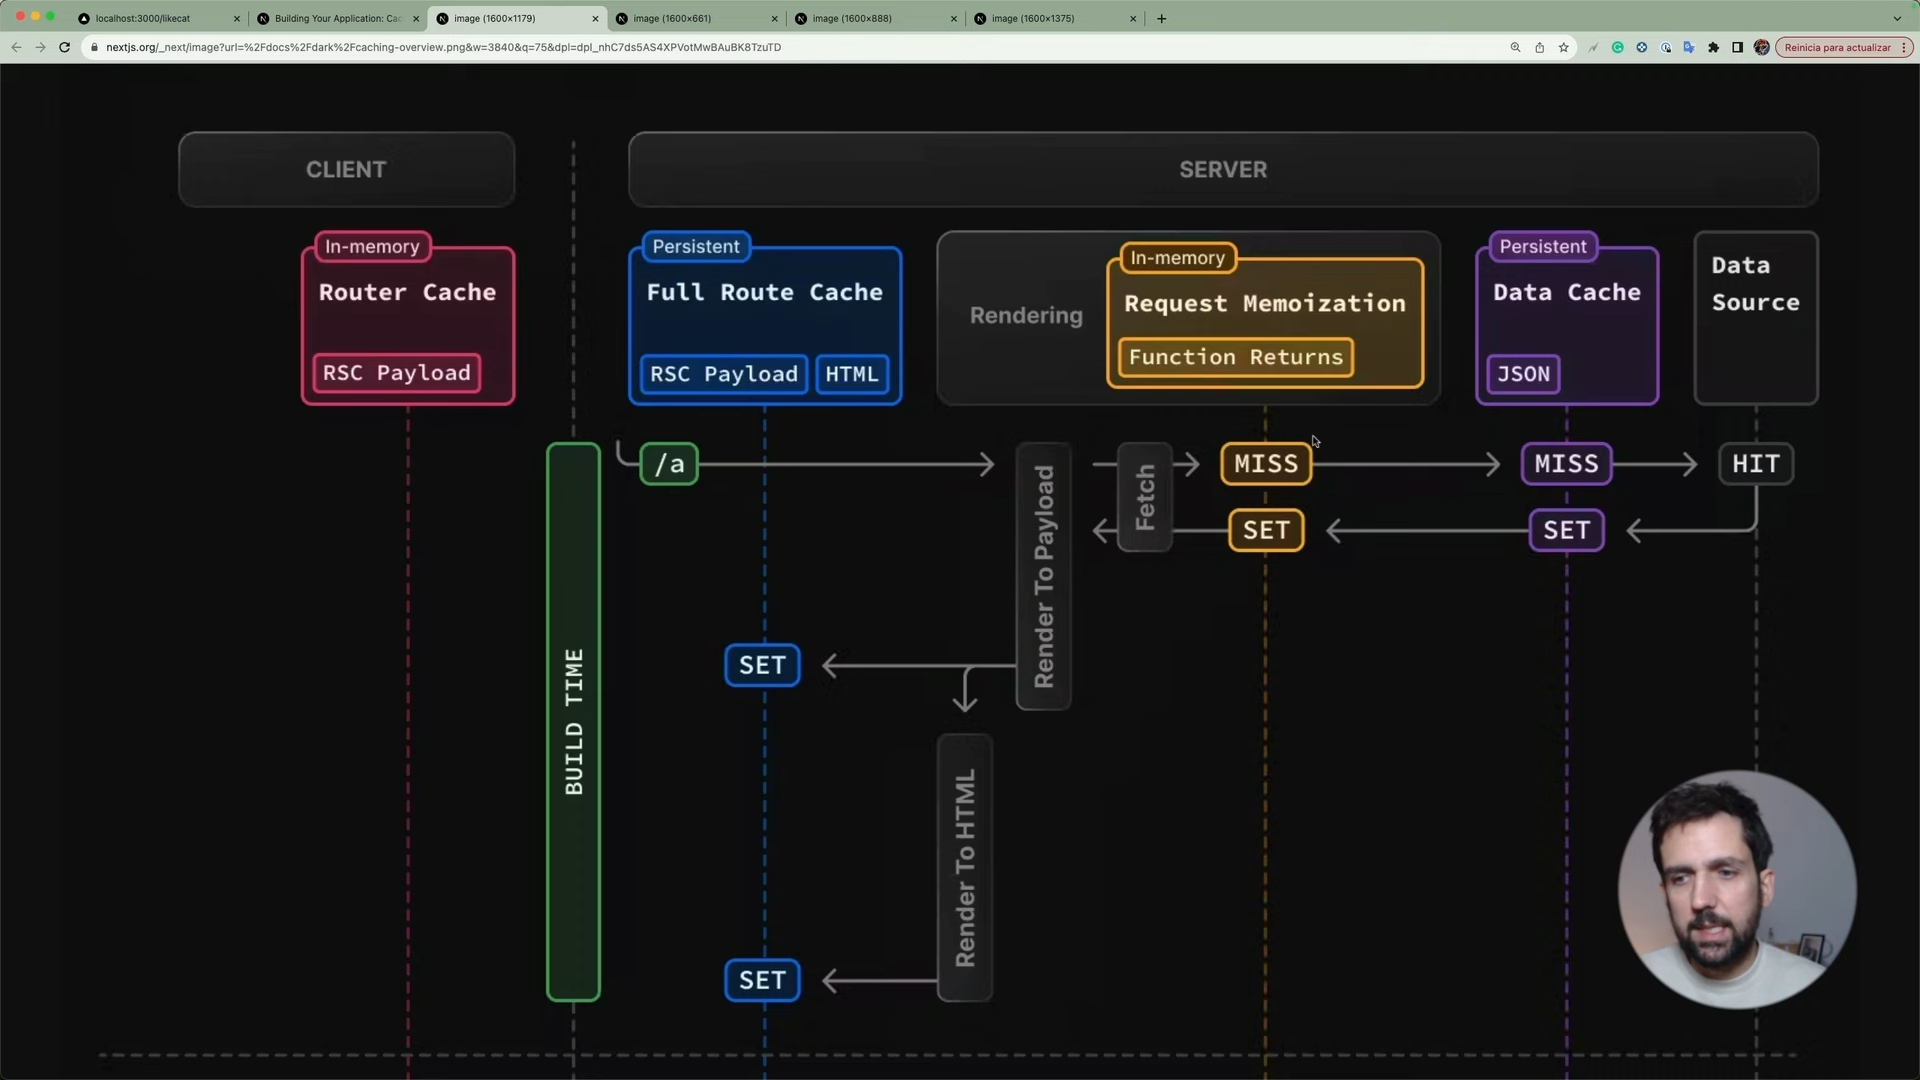 localhost:3000/likecat
Building Your Application: Cac
image (1600×1179)
image (1600×661)
image (1600×888)
image (1600×1375)
nextjs.org/_next/image?url=%2Fdocs%2Fdark%2Fcaching-overview.png&w=3840&q=75&dpl=dpl_nhC7ds5AS4XPVotMwBAuBK8TzuTD
Reinicia para actualizar
CLIENT
SERVER
In-memory
Router Cache
RSC Payload
Persistent
Full Route Cache
RSC Payload
HTML
Rendering
In-memory
Request Memoization
Function Returns
Persistent
Data Cache
JSON
Data
Source
BUILD TIME
/a
Render To Payload
Fetch
MISS
MISS
HIT
SET
SET
SET
Render To HTML
SET